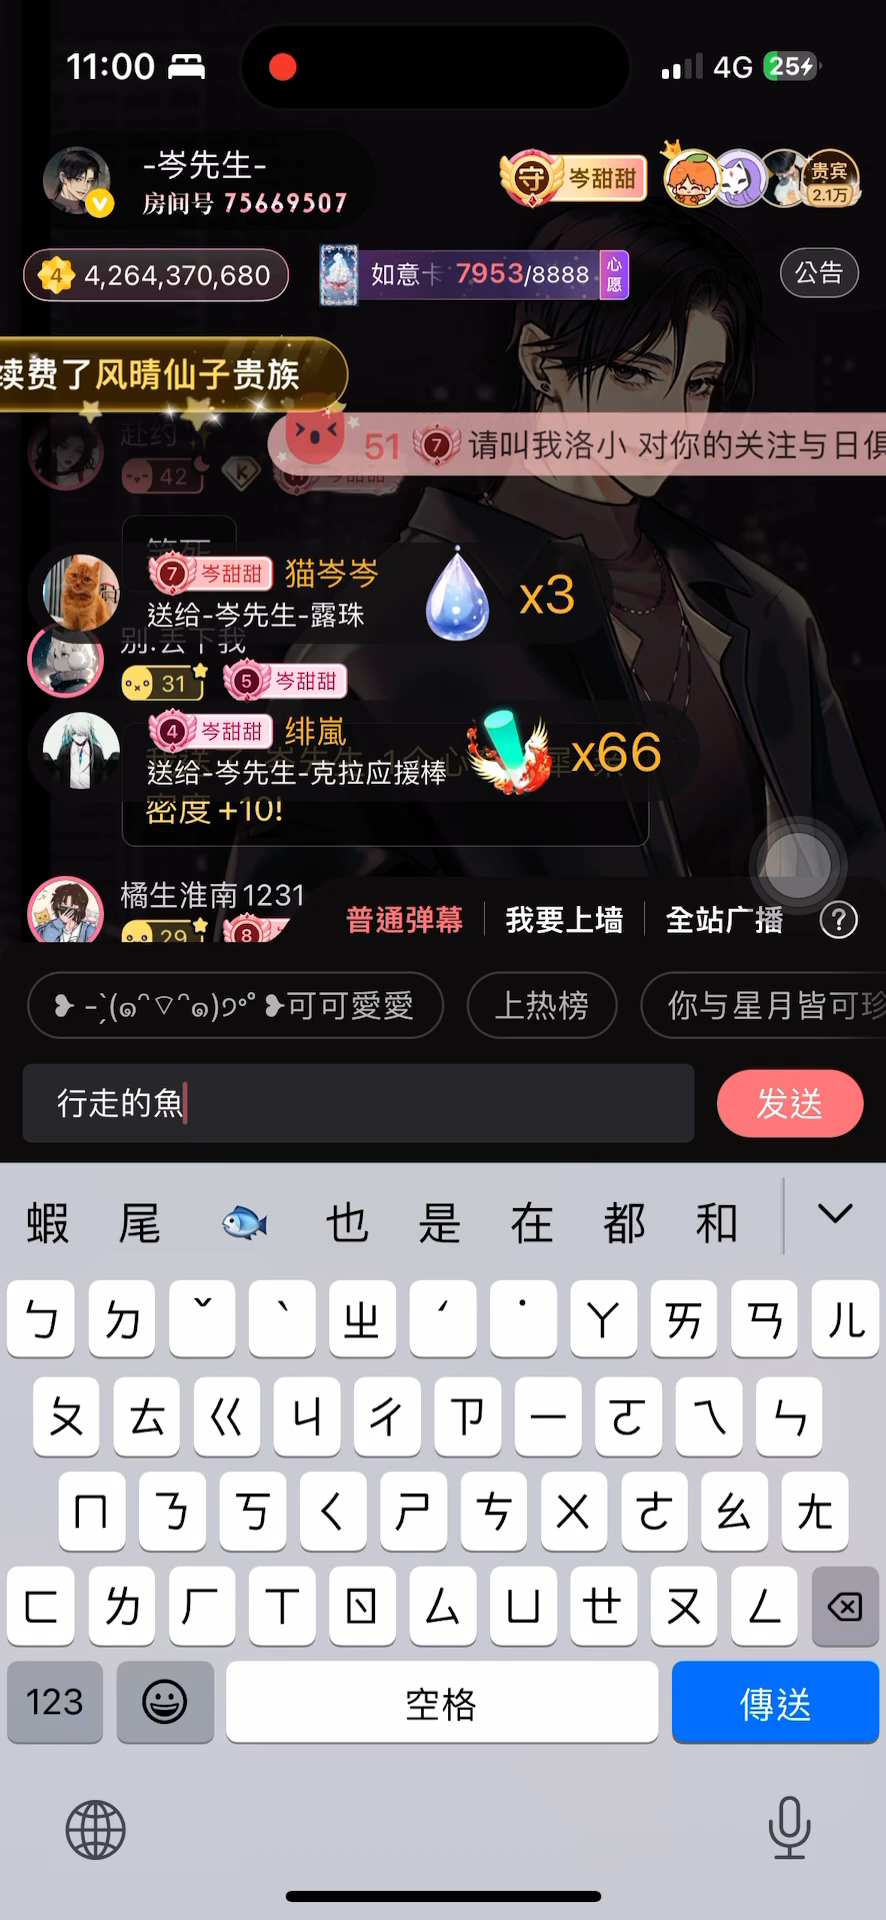 11:00
4G
25
-岑先生-
房间号 75669507
守 岑甜甜
贵宾
2.1万
4 4,264,370,680
如意卡 7953/8888
心愿
公告
续费了风晴仙子贵族
赴约
51 7 请叫我洛小 对你的关注与日俱
42 K 岑甜甜
笑死
7 岑甜甜 猫岑岑
送给-岑先生-露珠
x3
别.丢下我
31 5 岑甜甜
4 岑甜甜 绯嵐
送给-岑先生-克拉应援棒
x66
密度 +10!
橘生淮南1231
29 8
普通弹幕 我要上墙 全站广播 ?
可可愛愛
上热榜
你与星月皆可珍
行走的魚
发送
蝦 尾 🐟 也 是 在 都 和
ㄅ ㄉ ˇ ˋ ㄓ ˊ ˙ ㄚ ㄞ ㄢ ㄦ
ㄆ ㄊ ㄍ ㄐ ㄔ ㄗ ㄧ ㄛ ㄟ ㄣ
ㄇ ㄋ ㄎ ㄑ ㄕ ㄘ ㄨ ㄜ ㄠ ㄤ
ㄈ ㄌ ㄏ ㄒ ㄖ ㄙ ㄩ ㄝ ㄡ ㄥ
123 空格 傳送